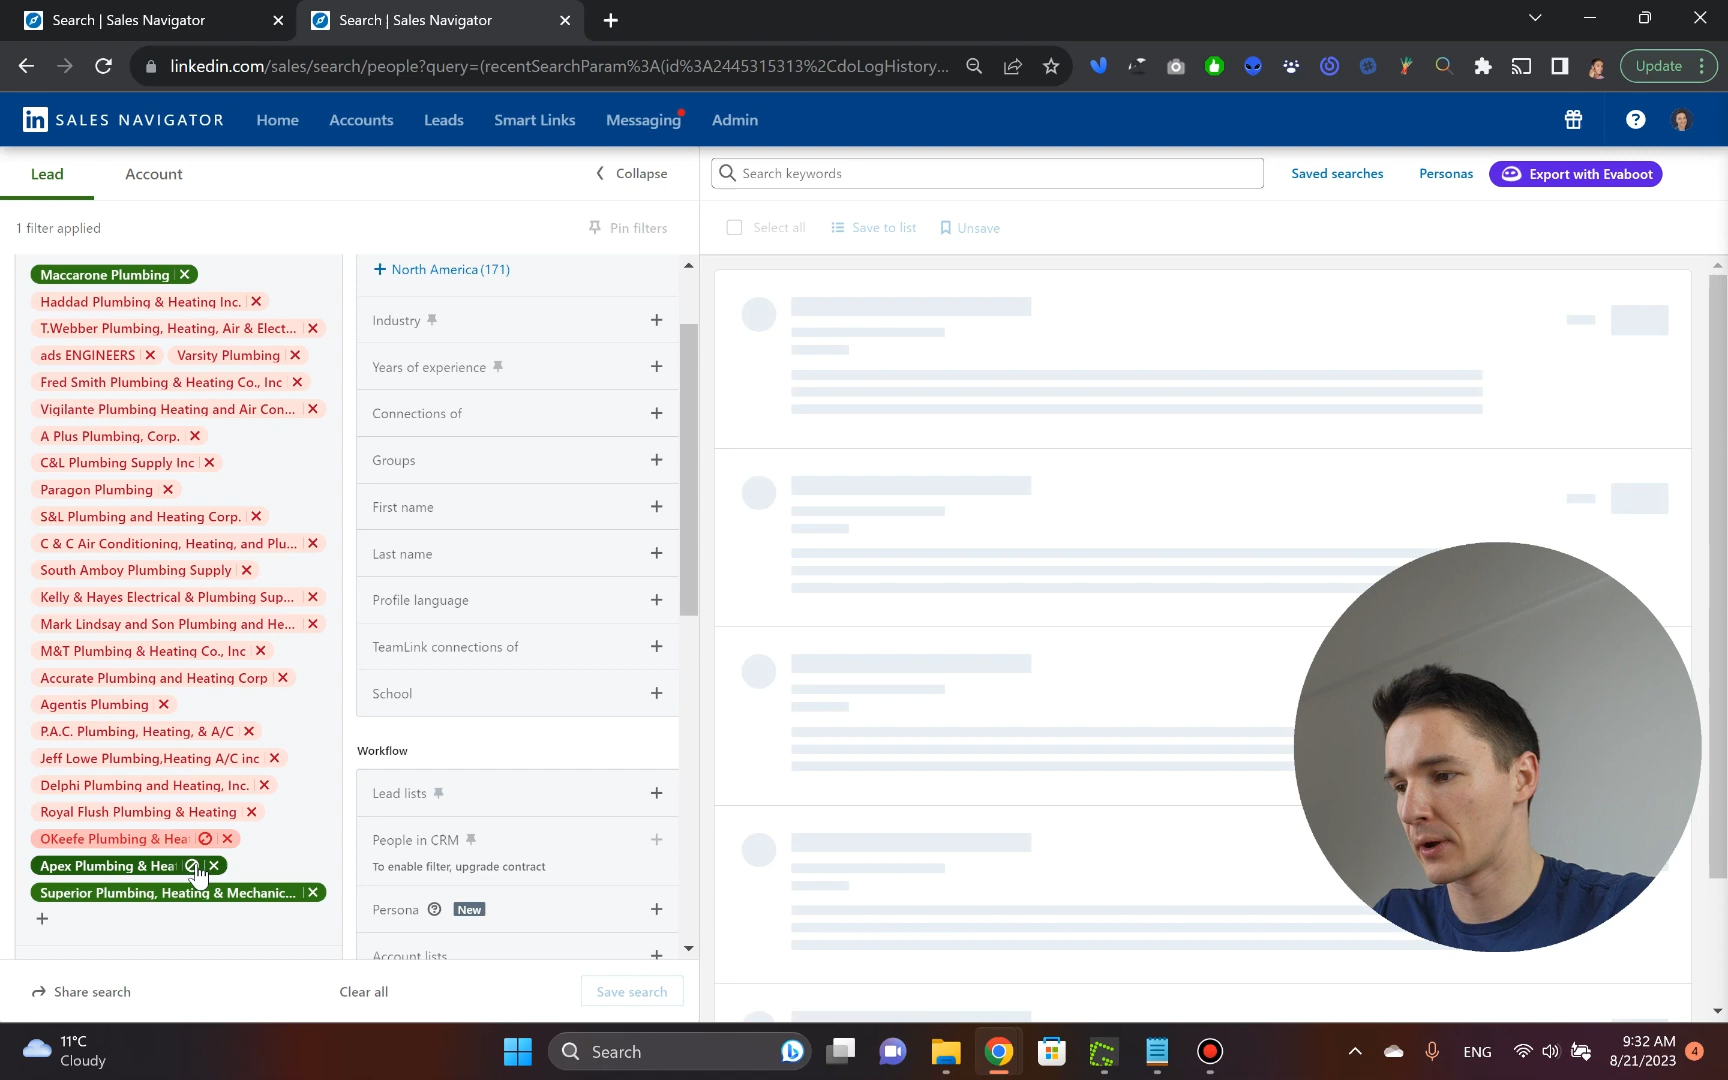 Search | Sales Navigator
Search | Sales Navigator
linkedin.com/sales/search/people?query=(recentSearchParam%3A(id%3A2445315313%2CdoLogHistory...
Update
in SALES NAVIGATOR Home Accounts Leads Smart Links Messaging Admin
Lead Account Collapse
Search keywords Saved searches Personas Export with Evaboot
1 filter applied Pin filters
Select all Save to list Unsave
Maccarone Plumbing
Haddad Plumbing & Heating Inc.
T.Webber Plumbing, Heating, Air & Elect...
ads ENGINEERS Varsity Plumbing
Fred Smith Plumbing & Heating Co., Inc
Vigilante Plumbing Heating and Air Con...
A Plus Plumbing, Corp.
C&L Plumbing Supply Inc
Paragon Plumbing
S&L Plumbing and Heating Corp.
C & C Air Conditioning, Heating, and Plu...
South Amboy Plumbing Supply
Kelly & Hayes Electrical & Plumbing Sup...
Mark Lindsay and Son Plumbing and He...
M&T Plumbing & Heating Co., Inc
Accurate Plumbing and Heating Corp
Agentis Plumbing
P.A.C. Plumbing, Heating, & A/C
Jeff Lowe Plumbing,Heating A/C inc
Delphi Plumbing and Heating, Inc.
Royal Flush Plumbing & Heating
OKeefe Plumbing & Hea
Apex Plumbing & Hea
Superior Plumbing, Heating & Mechanic...
+ North America (171)
Industry
Years of experience
Connections of
Groups
First name
Last name
Profile language
TeamLink connections of
School
Workflow
Lead lists
People in CRM
To enable filter, upgrade contract
Persona New
Account lists
Share search Clear all Save search
11°C
Cloudy
Search
ENG
9:32 AM
8/21/2023
4